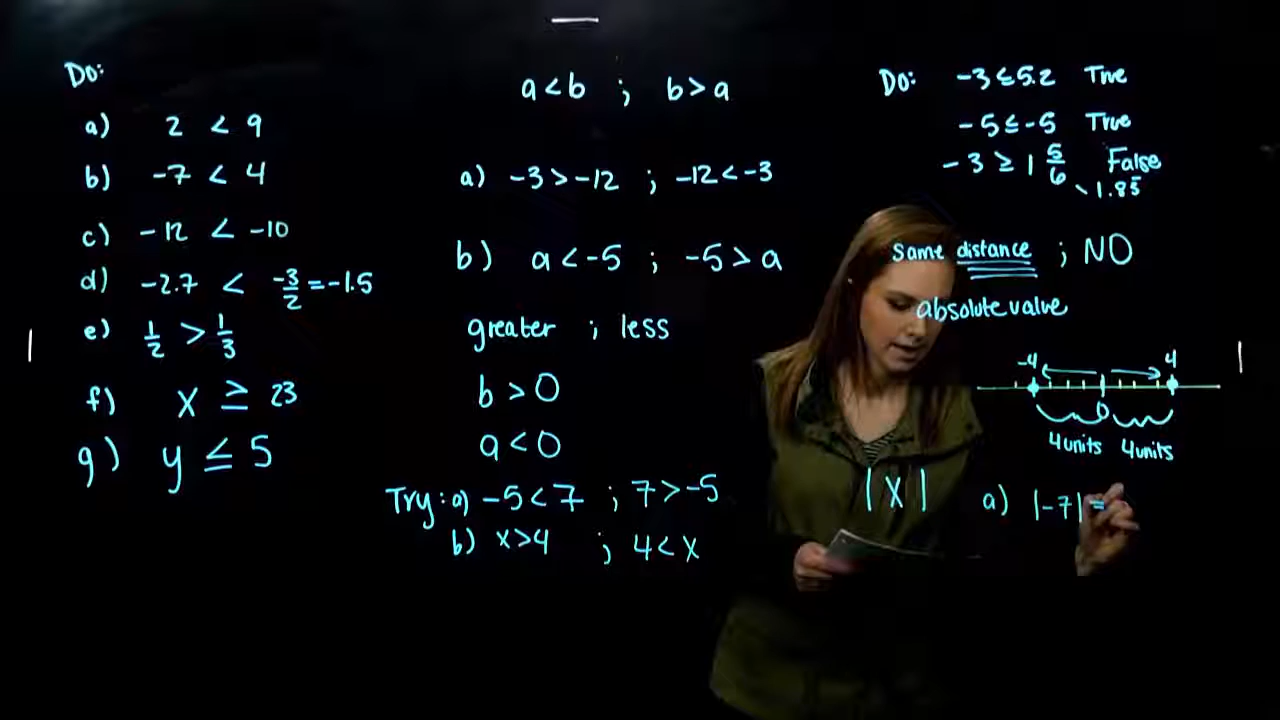 Do:
a) 2 < 9
b) -7 < 4
c) -12 < -10
d) -2.7 < -3/2 = -1.5
e) 1/2 > 1/3
f) x ≥ 23
g) y ≤ 5
a<b ; b>a
a) -3>-12 ; -12<-3
b) a<-5 ; -5>a
greater ; less
b>0
a<0
Try: a) -5<7 ; 7>-5
b) x>4 ; 4<x
Do: -3≤5.2 True
-5≤-5 True
-3≥1 5/6 False
1.83̅
same distance ; NO
absolute value
-4 4
0
4units 4units
|x| a) |-7|=